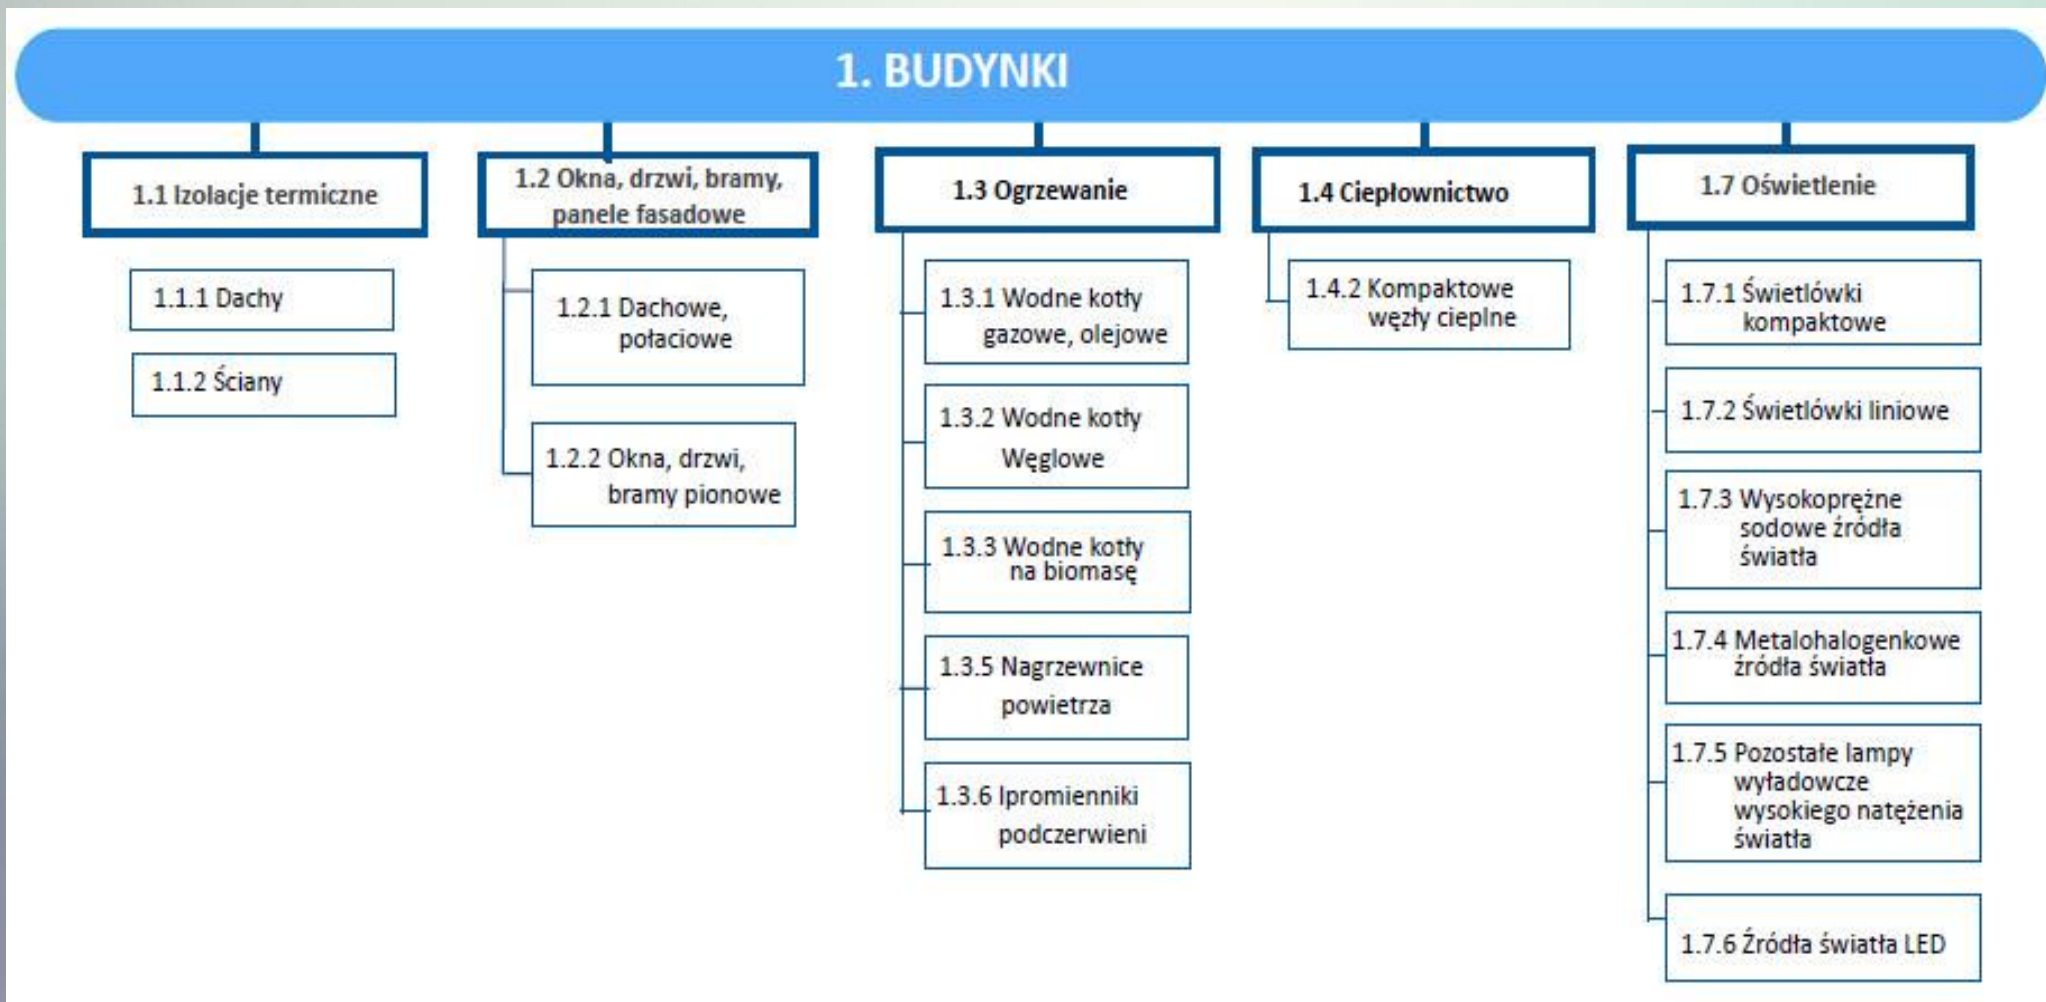 1. BUDYNKI
1.1 Izolacje termiczne
1.1.1 Dachy
1.1.2 Ściany
1.2 Okna, drzwi, bramy,
panele fasadowe
1.2.1 Dachowe,
połaciowe
1.2.2 Okna, drzwi,
bramy pionowe
1.3 Ogrzewanie
1.3.1 Wodne kotły
gazowe, olejowe
1.3.2 Wodne kotły
Węglowe
1.3.3 Wodne kotły
na biomasę
1.3.5 Nagrzewnice
powietrza
1.3.6 Ipromienniki
podczerwieni
1.4 Ciepłownictwo
1.4.2 Kompaktowe
węzły cieplne
1.7 Oświetlenie
1.7.1 Świetlówki
kompaktowe
1.7.2 Świetlówki liniowe
1.7.3 Wysokoprężne
sodowe źródła
światła
1.7.4 Metalohalogenkowe
źródła światła
1.7.5 Pozostałe lampy
wyładowcze
wysokiego natężenia
światła
1.7.6 Źródła światła LED